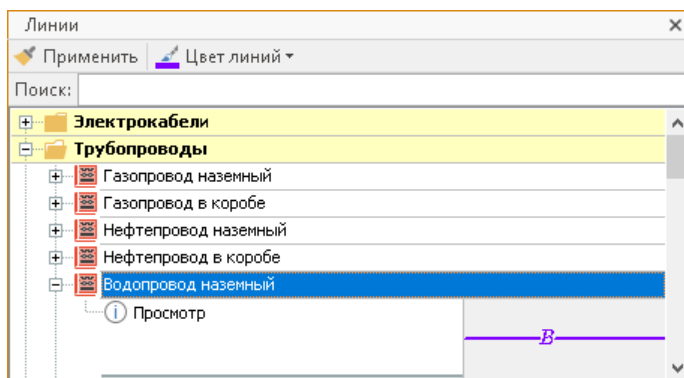 Линии
Применить Цвет линий
Поиск:
Электрокабели
Трубопроводы
Газопровод наземный
Газопровод в коробе
Нефтепровод наземный
Нефтепровод в коробе
Водопровод наземный
Просмотр
В